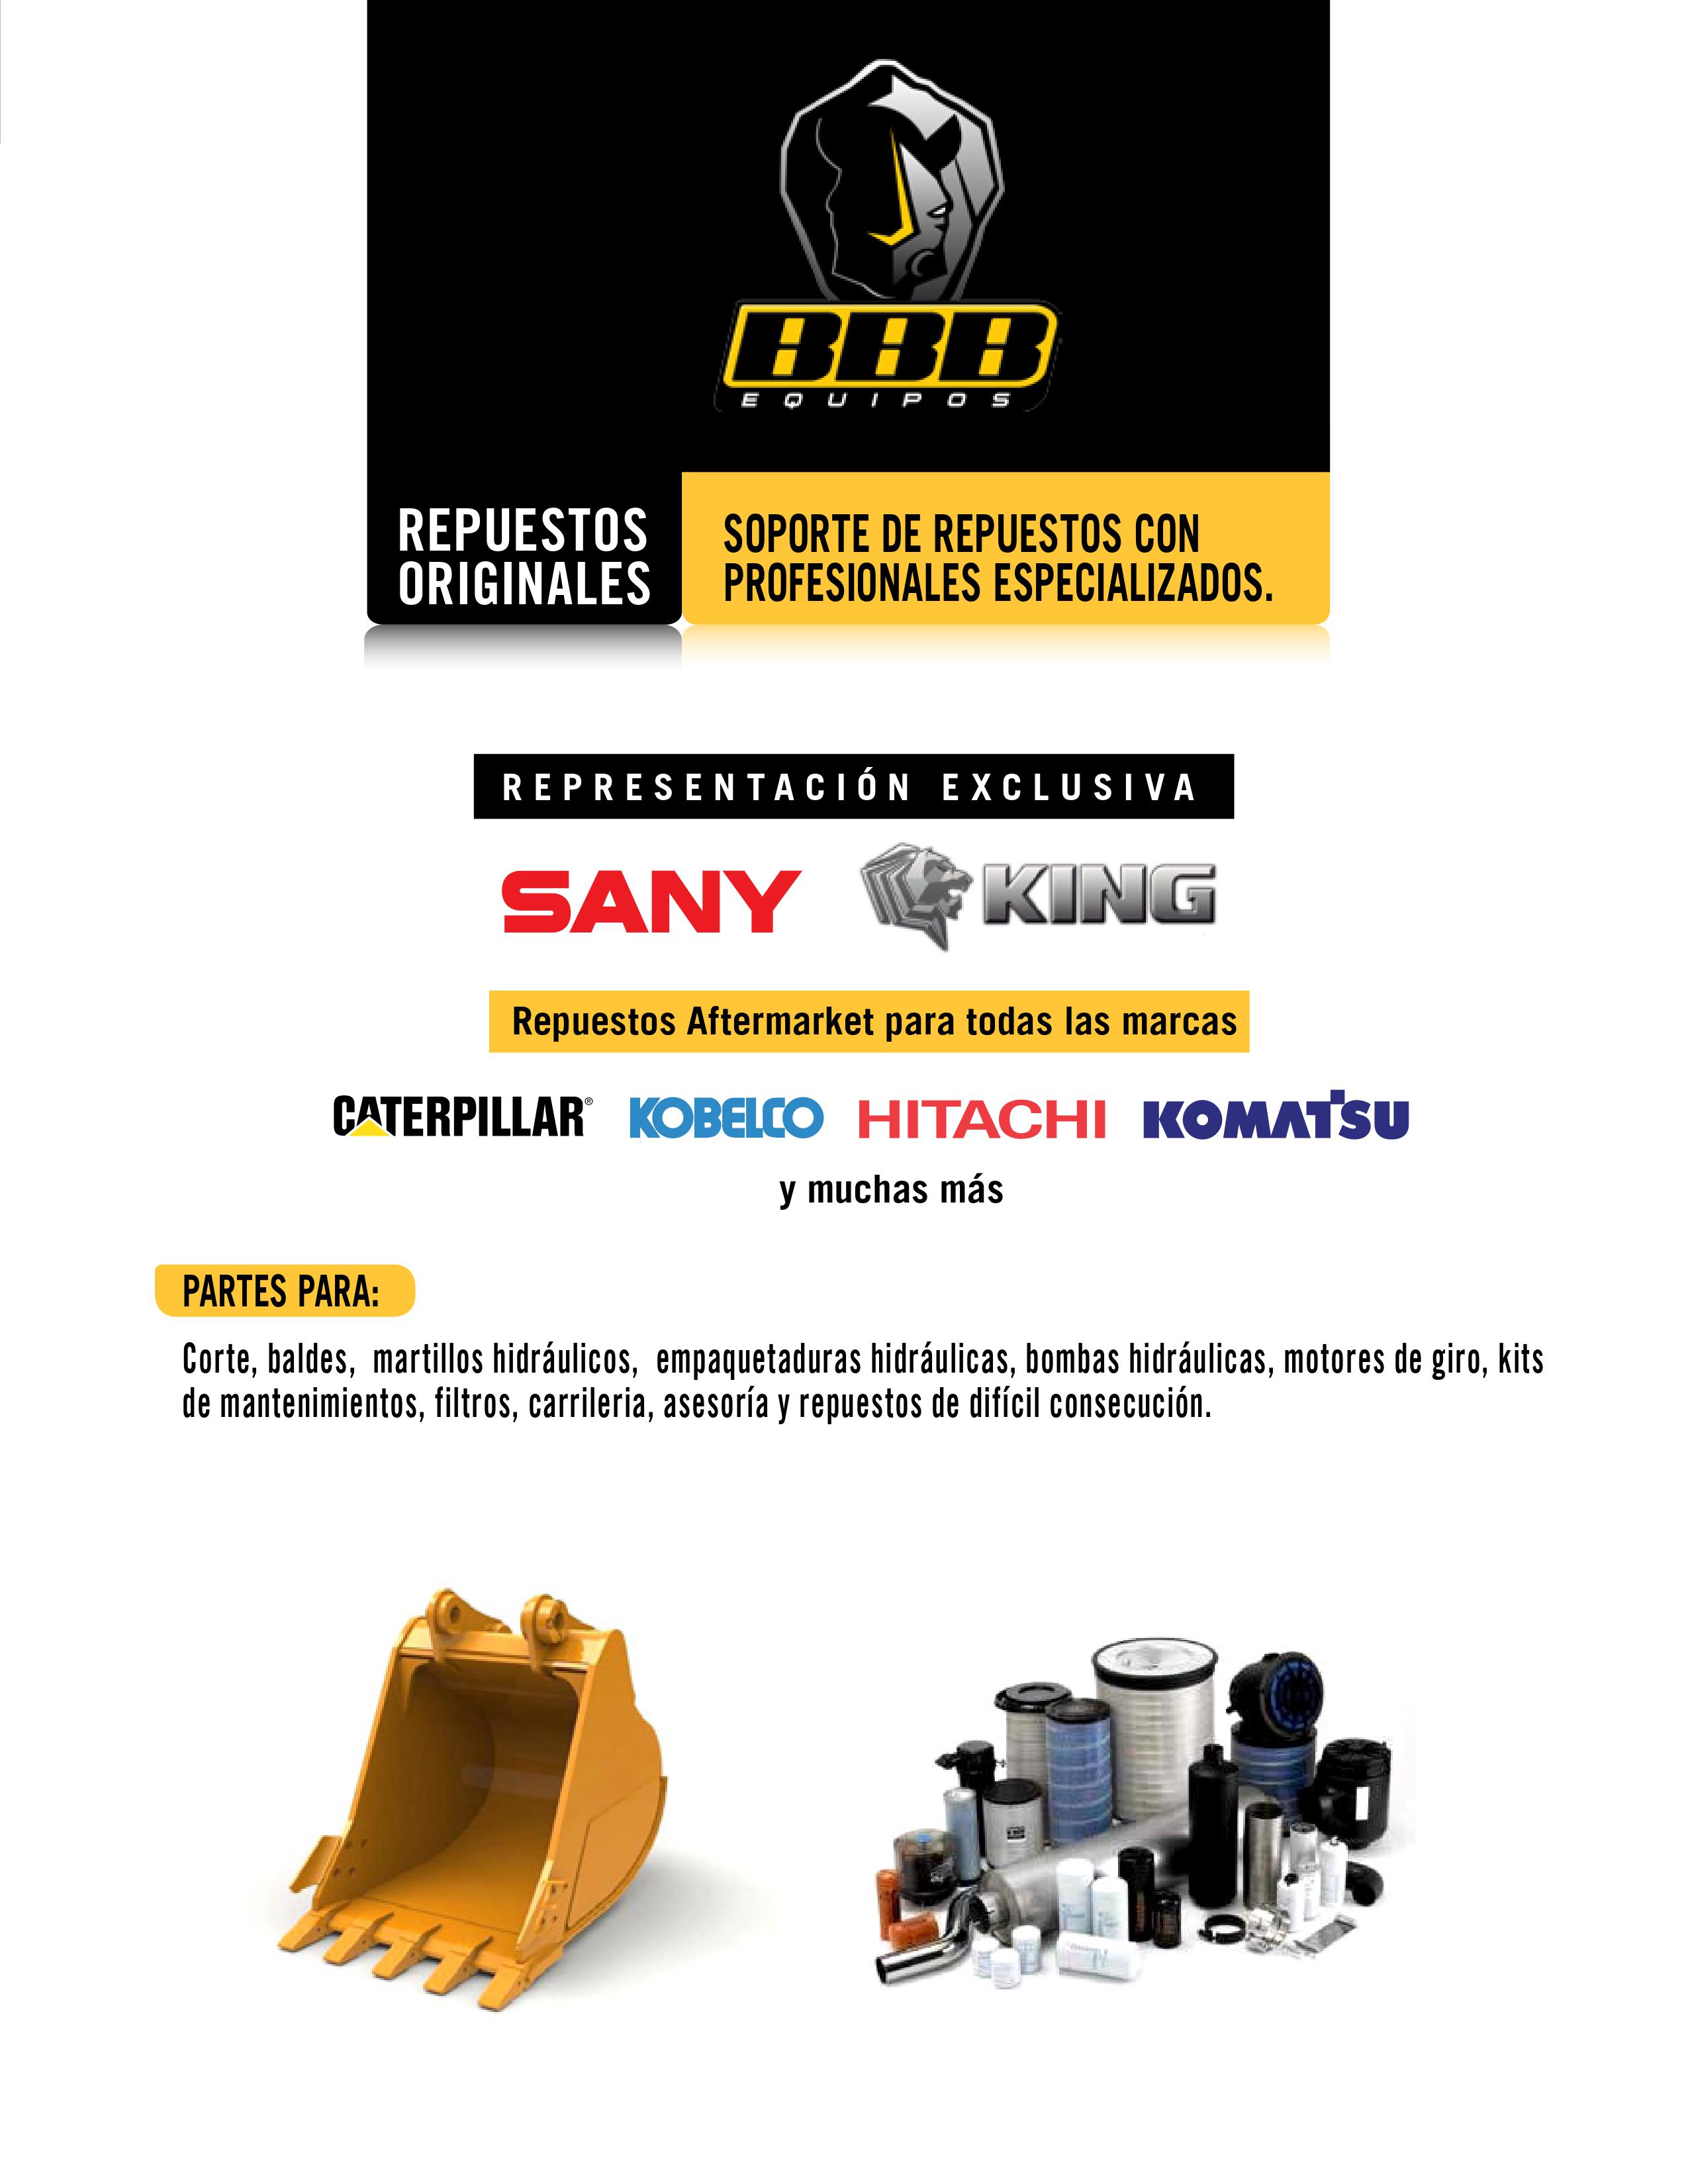 BBB
EQUIPOS
REPUESTOS
ORIGINALES
SOPORTE DE REPUESTOS CON
PROFESIONALES ESPECIALIZADOS.
REPRESENTACIÓN EXCLUSIVA
SANY
KING
Repuestos Aftermarket para todas las marcas
CATERPILLAR®
KOBELCO
HITACHI
KOMATSU
y muchas más
PARTES PARA:
Corte, baldes, martillos hidráulicos, empaquetaduras hidráulicas, bombas hidráulicas, motores de giro, kits
de mantenimientos, filtros, carrileria, asesoría y repuestos de difícil consecución.